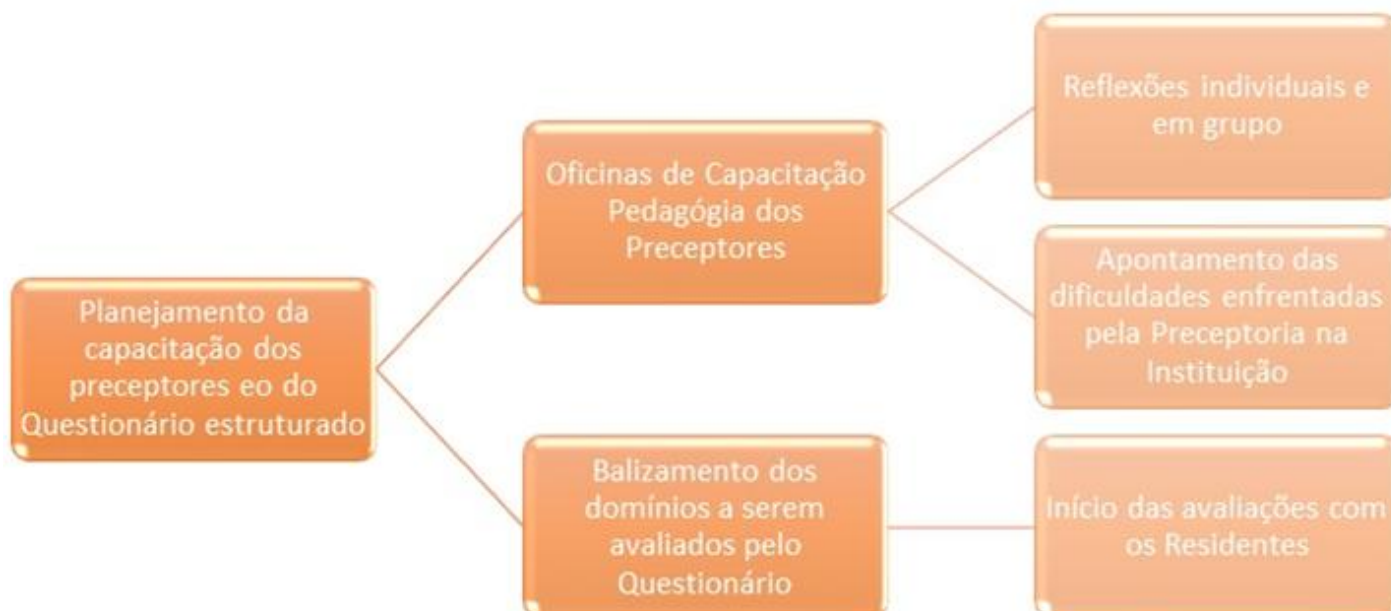 Planejamento da
capacitação dos
preceptores eo do
Questionário estruturado
Oficinas de Capacitação
Pedagógia dos
Preceptores
Reflexões individuais e
em grupo
Apontamento das
dificuldades enfrentadas
pela Preceptoria na
Instituição
Balizamento dos
domínios a serem
avaliados pelo
Questionário
Início das avaliações com
os Residentes